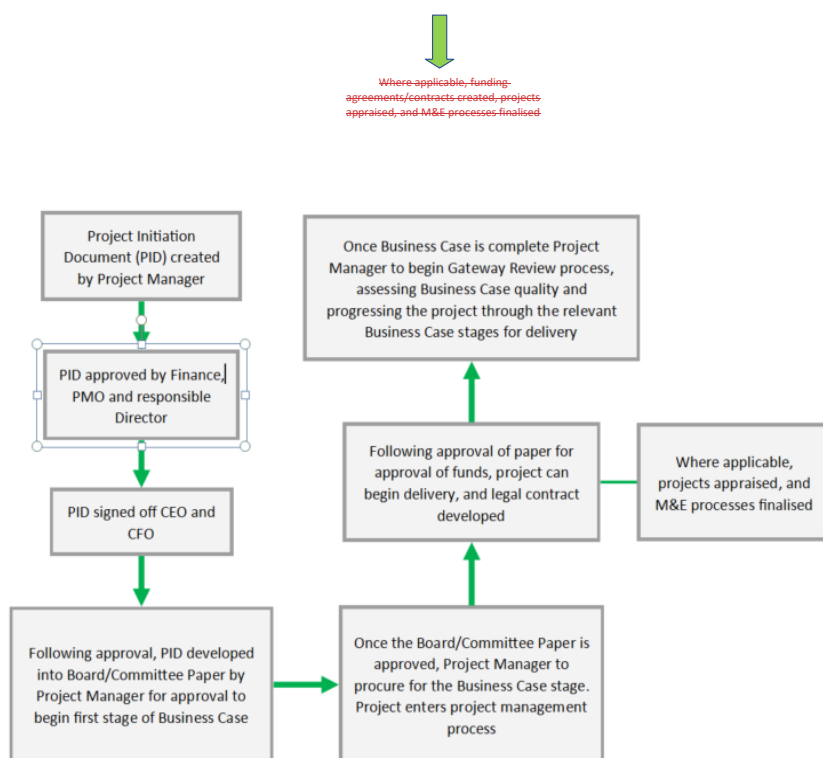 Where applicable, funding
agreements/contracts created, projects
appraised, and M&E processes finalised
Project Initiation
Document (PID) created
by Project Manager
PID approved by Finance,
PMO and responsible
Director
PID signed off CEO and
CFO
Following approval, PID developed
into Board/Committee Paper by
Project Manager for approval to
begin first stage of Business Case
Once the Board/Committee Paper is
approved, Project Manager to
procure for the Business Case stage.
Project enters project management
process
Following approval of paper for
approval of funds, project can
begin delivery, and legal contract
developed
Where applicable,
projects appraised, and
M&E processes finalised
Once Business Case is complete Project
Manager to begin Gateway Review process,
assessing Business Case quality and
progressing the project through the relevant
Business Case stages for delivery